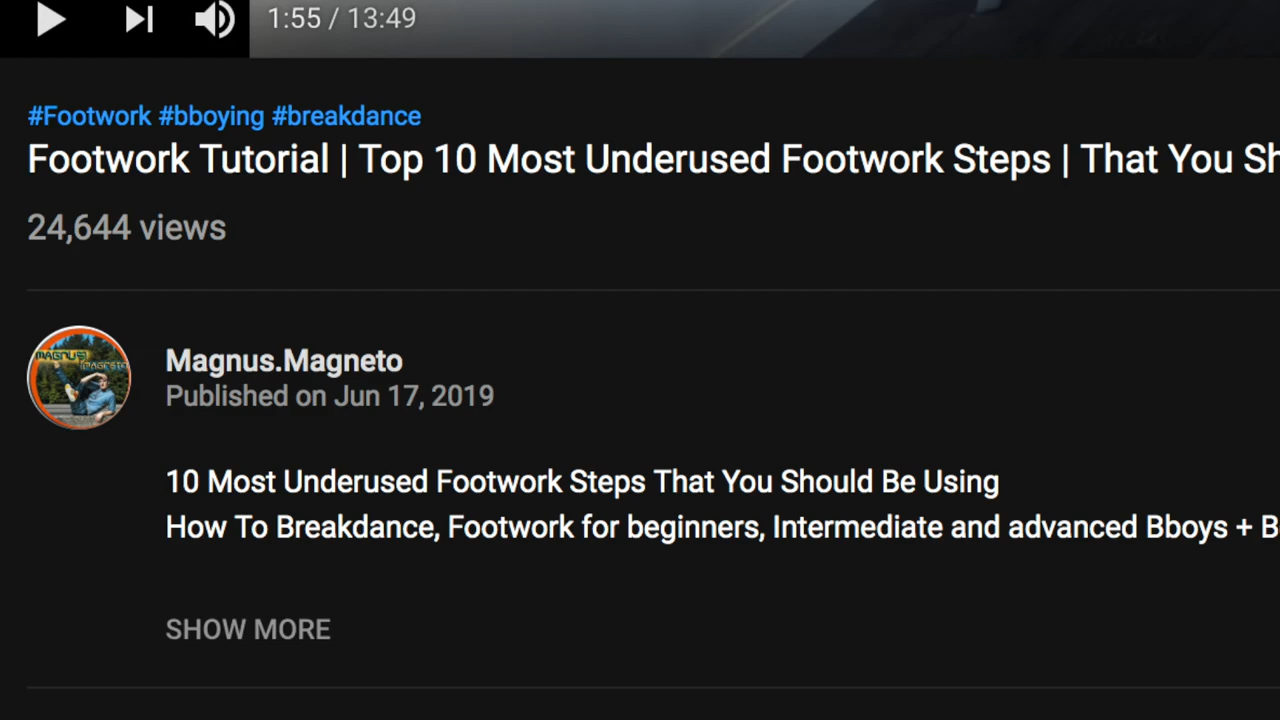 1:55 / 13:49
#Footwork #bboying #breakdance
Footwork Tutorial | Top 10 Most Underused Footwork Steps | That You Sh
24,644 views
MAGNUS
MAGNETO
Magnus.Magneto
Published on Jun 17, 2019
10 Most Underused Footwork Steps That You Should Be Using
How To Breakdance, Footwork for beginners, Intermediate and advanced Bboys + B
SHOW MORE